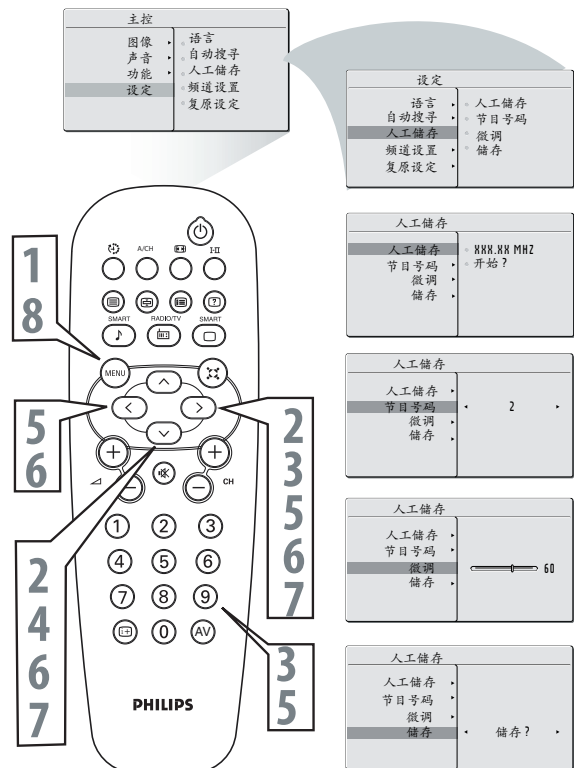 主控
图像
声音
功能
设定
语言
自动搜寻
人工储存
频道设置
复原设定
设定
语言
自动搜寻
人工储存
频道设置
复原设定
人工储存
节目号码
微调
储存
人工储存
人工储存
节目号码
微调
储存
XXX.XX MHZ
开始?
人工储存
人工储存
节目号码
微调
储存
2
人工储存
人工储存
节目号码
微调
储存
60
人工储存
人工储存
节目号码
微调
储存
储存?
1
8
5
6
2
4
6
7
2
3
5
6
7
3
5
A/CH
I-II
SMART
RADIO/TV
SMART
MENU
CH
1 2 3
4 5 6
7 8 9
i+ 0 AV
PHILIPS